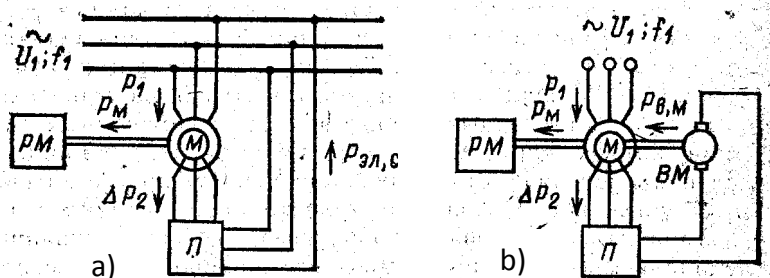 ~
U₁; f₁
P₁
Pм
РМ
М
Pэл,
ΔP₂
П
а)
~ U₁; f₁
P₁
Pм
Pв,м
РМ
М
ВМ
ΔP₂
П
b)